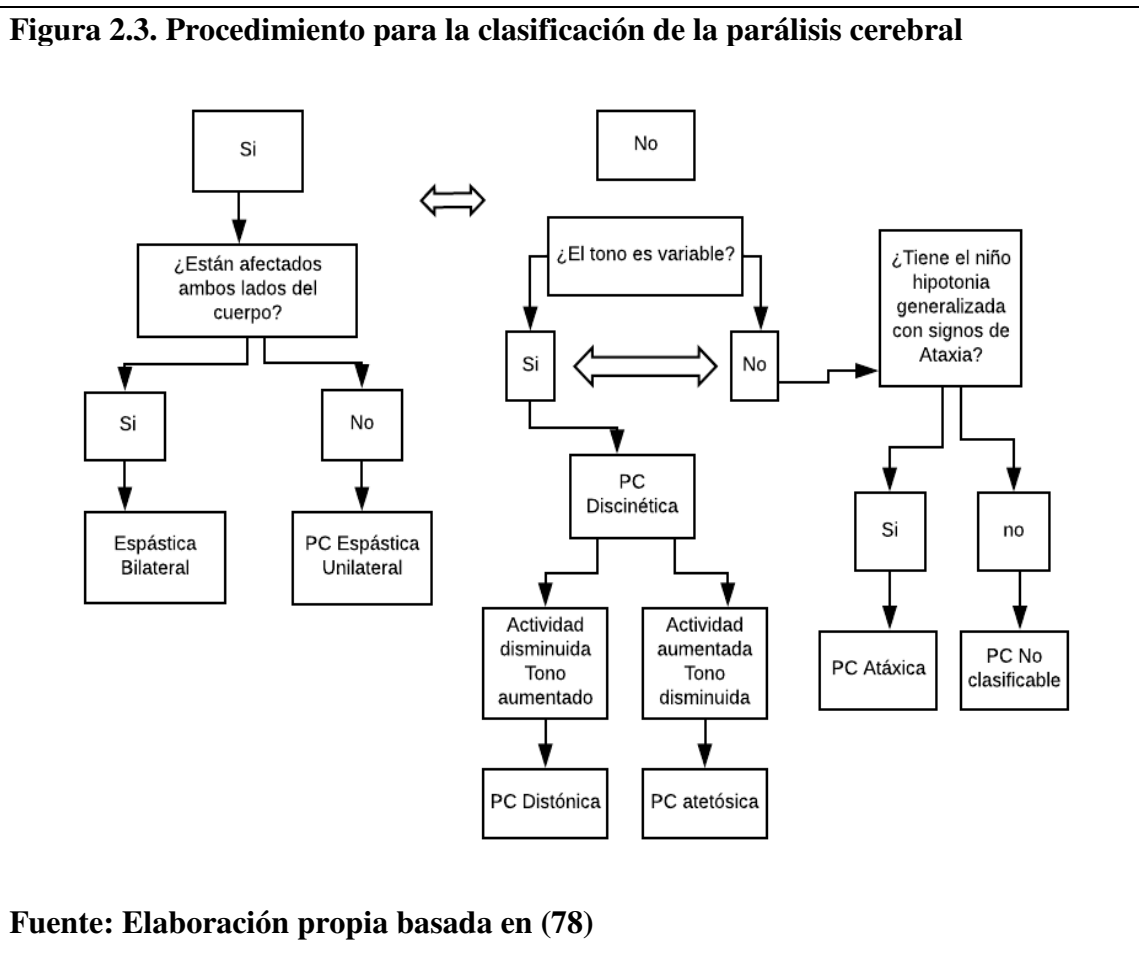 Figura 2.3. Procedimiento para la clasificación de la parálisis cerebral
Si
No
¿Están afectados
ambos lados del
cuerpo?
¿El tono es variable?
¿Tiene el niño
hipotonia
generalizada
con signos de
Ataxia?
Si
No
Si
No
Espástica
Bilateral
PC Espástica
Unilateral
PC
Discinética
Si
no
Actividad
disminuida
Tono
aumentado
Actividad
aumentada
Tono
disminuida
PC Atáxica
PC No
clasificable
PC Distónica
PC atetósica
Fuente: Elaboración propia basada en (78)